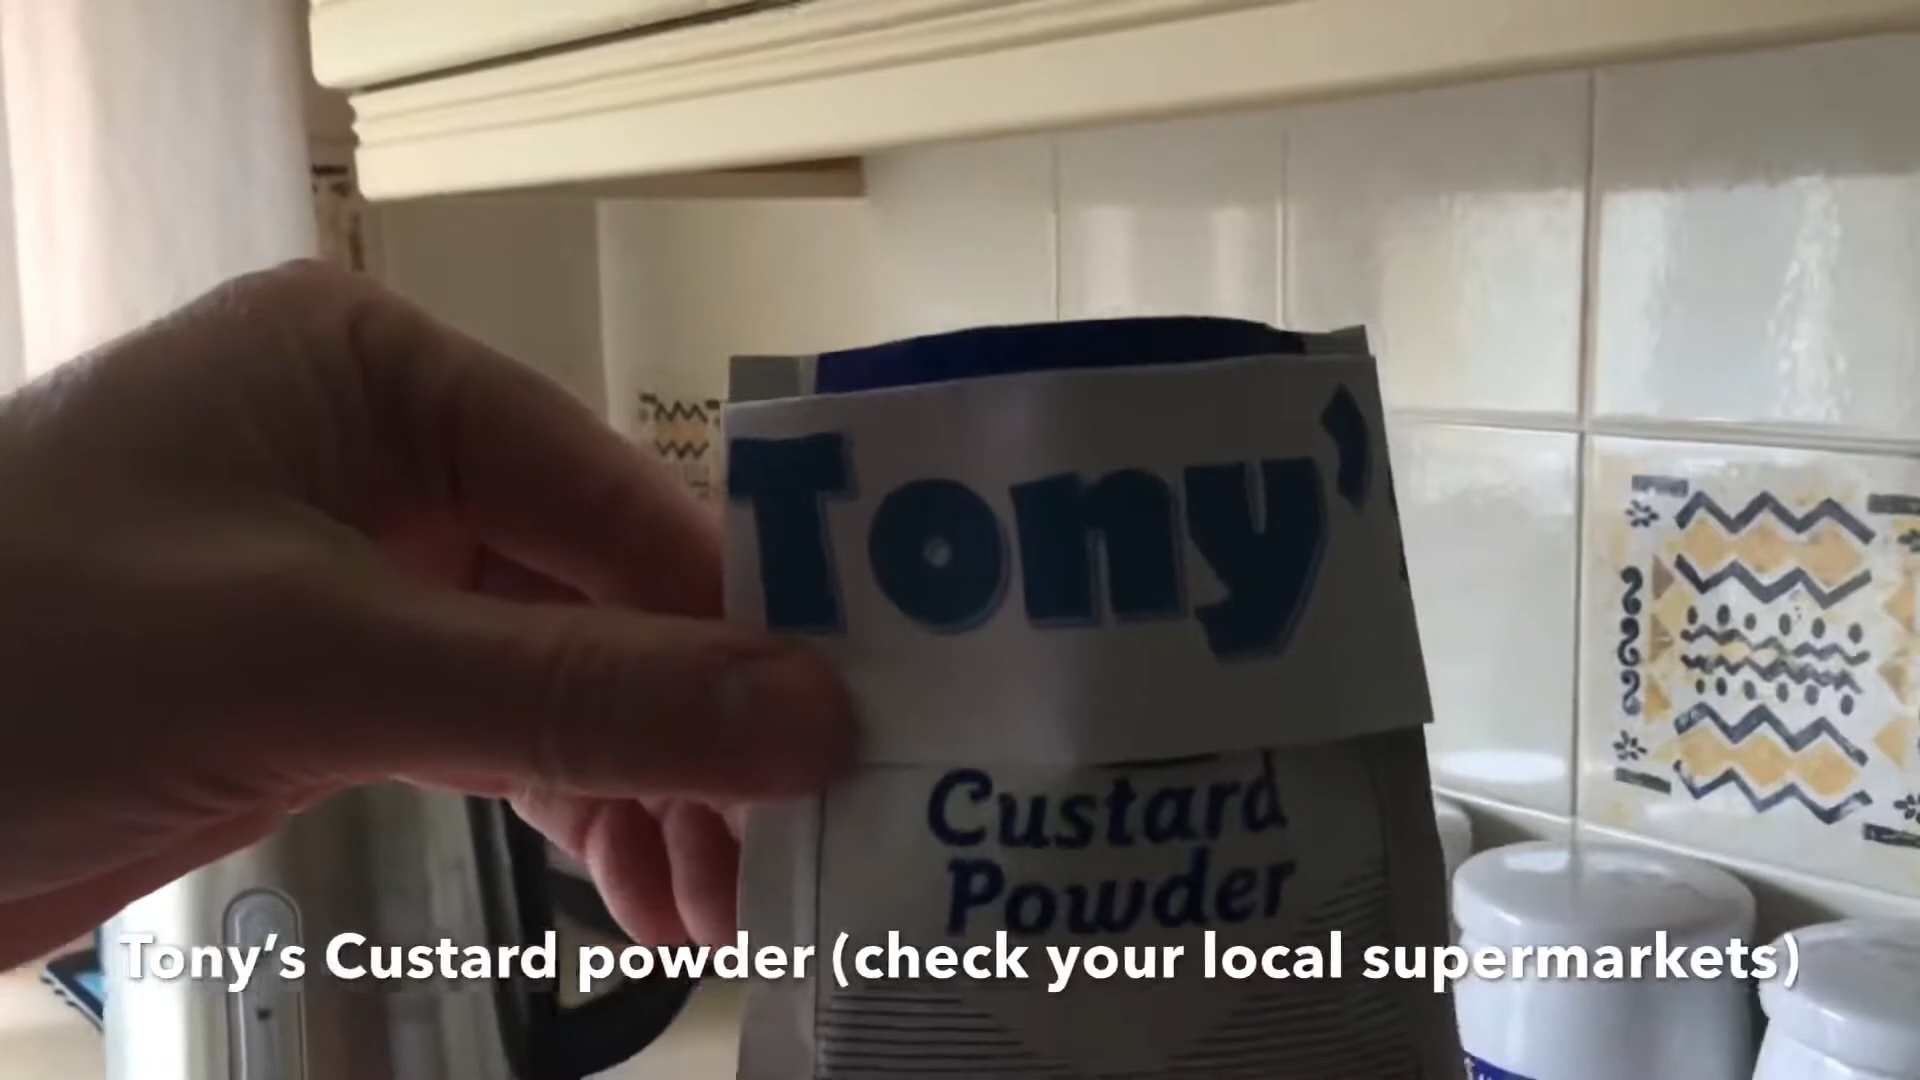 Tony'
Custard
Powder
Tony's Custard powder (check your local supermarkets)